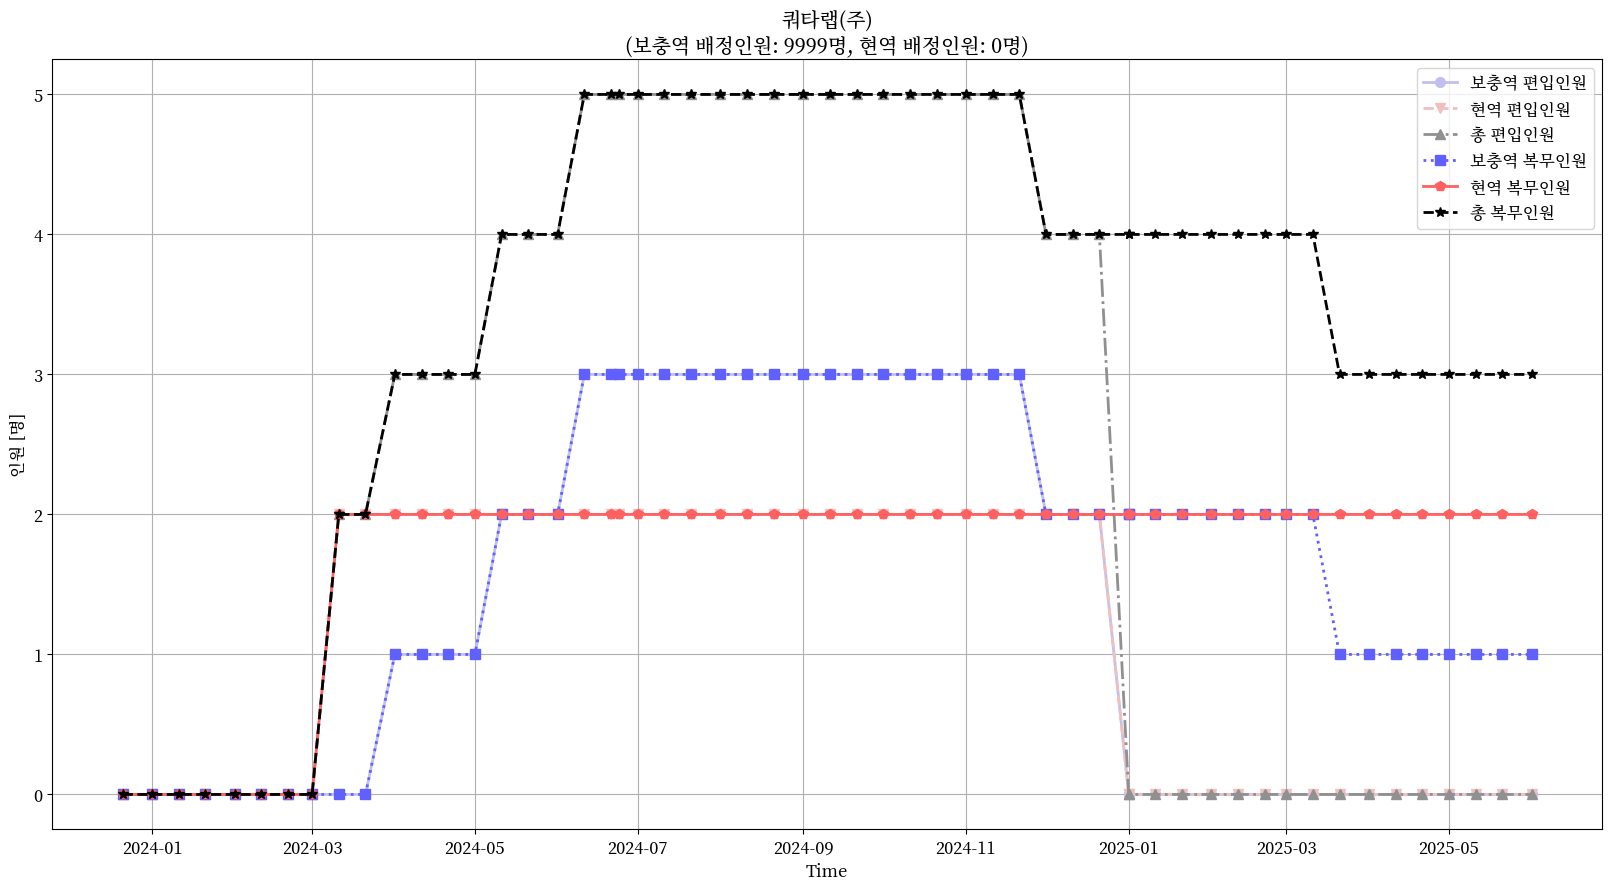 쿼타랩(주)
(보충역 배정인원: 9999명, 현역 배정인원: 0명)
보충역 편입인원
현역 편입인원
총 편입인원
보충역 복무인원
현역 복무인원
총 복무인원
인원 [명]
5
4
3
2
1
0
2024-01
2024-03
2024-05
2024-07
2024-09
2024-11
2025-01
2025-03
2025-05
Time